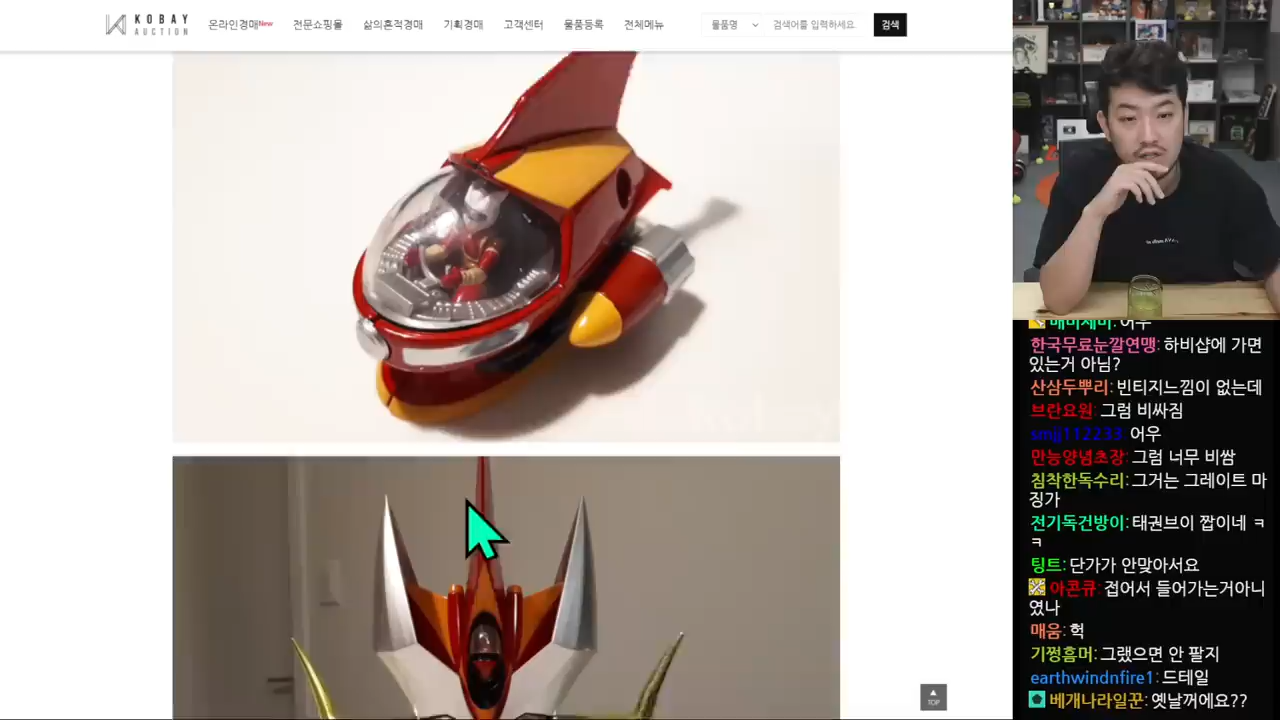 KOBAY
AUCTION
온라인경매New 전문쇼핑몰 삶의흔적경매 기획경매 고객센터 물품등록 전체메뉴
물품명 검색어를 입력하세요. 검색
매미제비: 어우
한국무료눈깔연맹: 하비샵에 가면
있는거 아님?
산삼두뿌리: 빈티지느낌이 없는데
브란요원: 그럼 비싸짐
smjj112233: 어우
만능양념초장: 그럼 너무 비쌈
침착한독수리: 그거는 그레이트 마
징가
전기독건방이: 태권브이 짭이네 ㅋ
ㅋ
팅트: 단가가 안맞아서요
아콘큐: 접어서 들어가는거아니
였나
매움: 헉
기쩡흠머: 그랬으면 안 팔지
earthwindnfire1: 드테일
베개나라일꾼: 옛날꺼에요??
▲
TOP